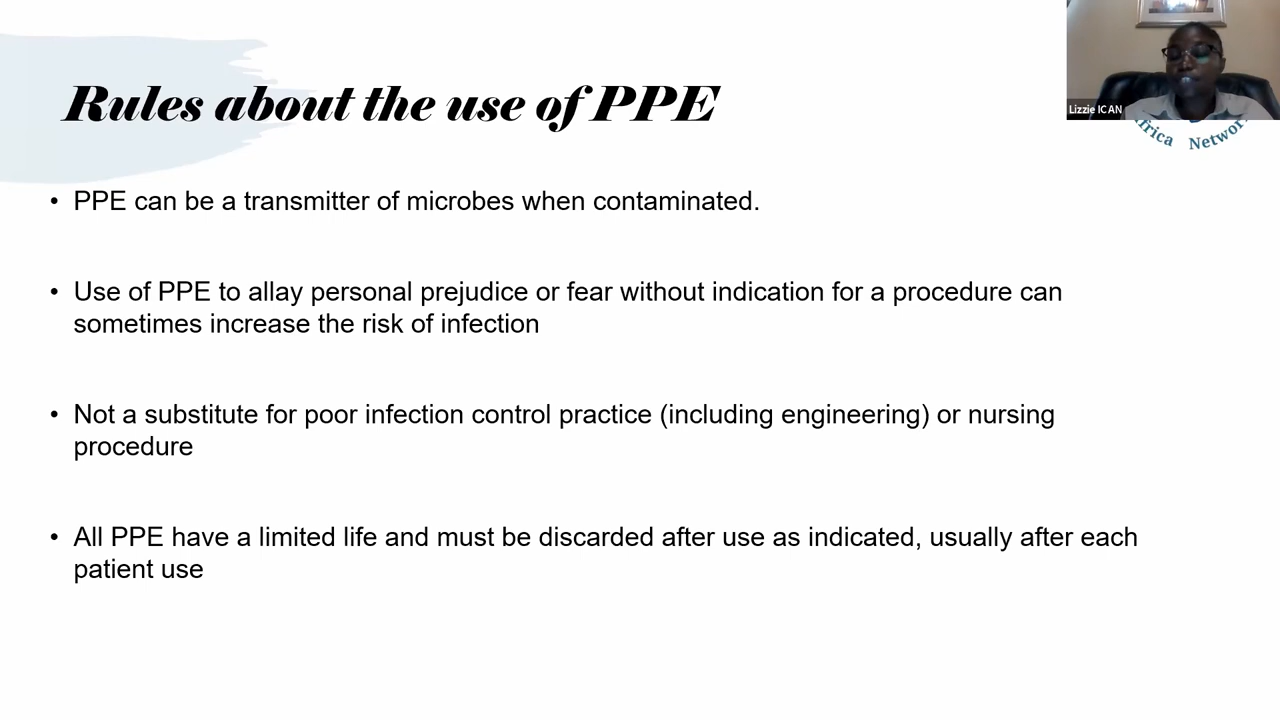 Rules about the use of PPE
Lizzie ICAN
Africa Network
• PPE can be a transmitter of microbes when contaminated.
• Use of PPE to allay personal prejudice or fear without indication for a procedure can
sometimes increase the risk of infection
• Not a substitute for poor infection control practice (including engineering) or nursing
procedure
• All PPE have a limited life and must be discarded after use as indicated, usually after each
patient use